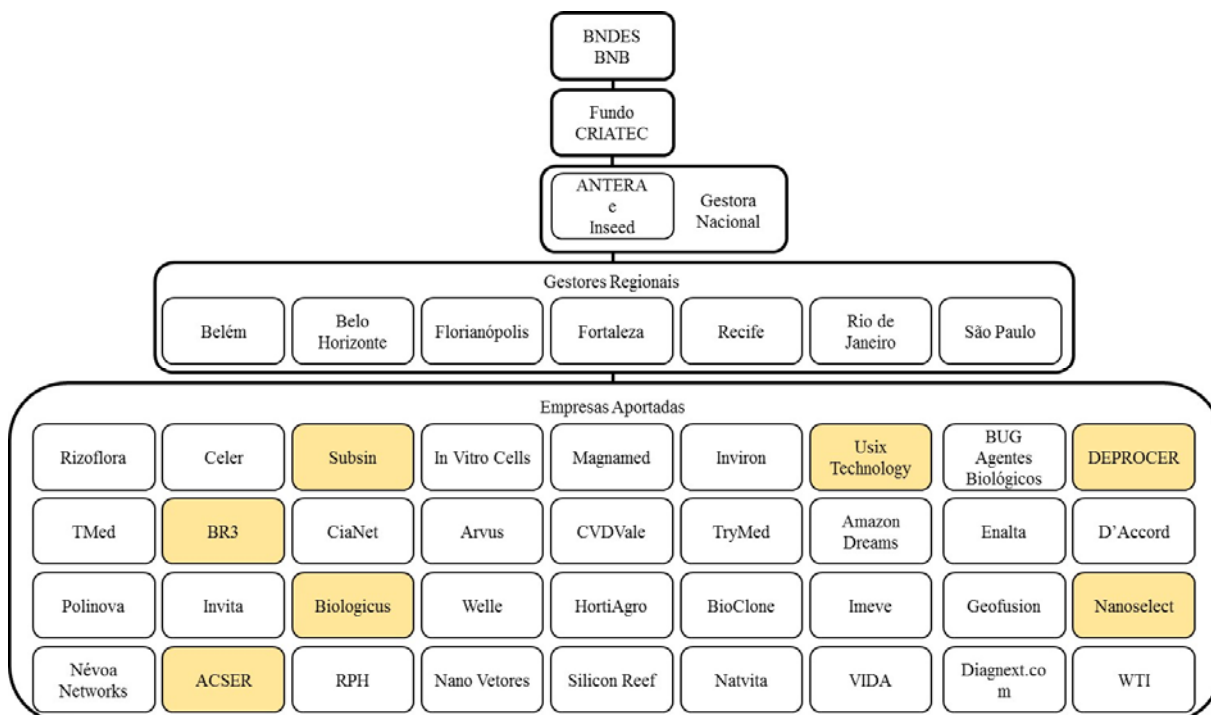 BNDES
BNB
Fundo
CRIATEC
ANTERA
e
Inseed
Gestora
Nacional
Gestores Regionais
Belém
Belo
Horizonte
Florianópolis
Fortaleza
Recife
Rio de
Janeiro
São Paulo
Empresas Aportadas
Rizoflora
Celer
Subsin
In Vitro Cells
Magnamed
Inviron
Usix
Technology
BUG
Agentes
Biológicos
DEPROCER
TMed
BR3
CiaNet
Arvus
CVDVale
TryMed
Amazon
Dreams
Enalta
D’Accord
Polinova
Invita
Biologicus
Welle
HortiAgro
BioClone
Imeve
Geofusion
Nanoselect
Névoa
Networks
ACSER
RPH
Nano Vetores
Silicon Reef
Natvita
VIDA
Diagnext.co
m
WTI